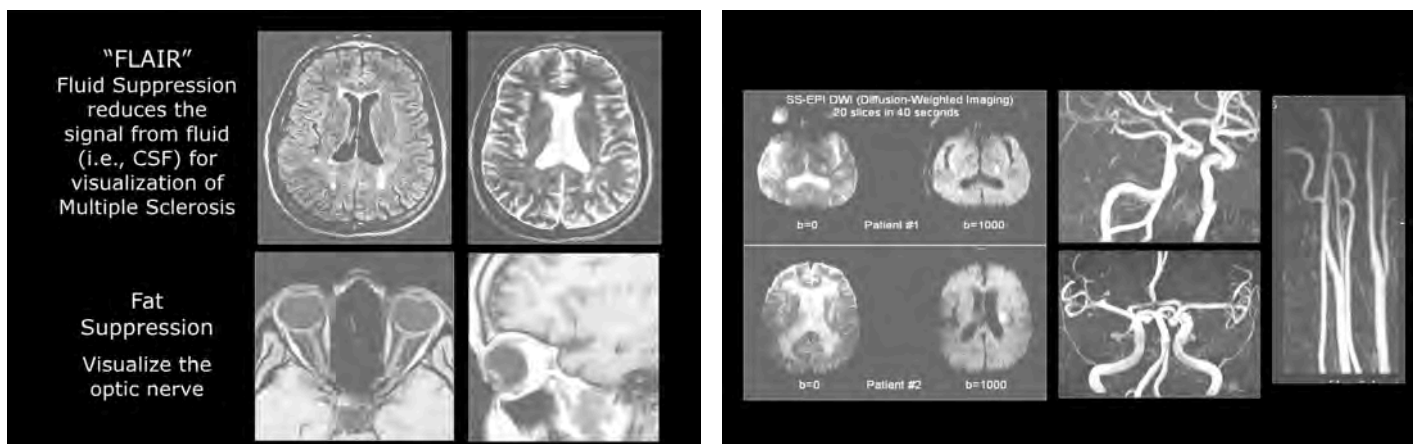 “FLAIR”
Fluid Suppression
reduces the
signal from fluid
(i.e., CSF) for
visualization of
Multiple Sclerosis
Fat
Suppression
Visualize the
optic nerve
SS-EPI DWI (Diffusion-Weighted Imaging)
20 slices in 40 seconds
b=0 Patient #1 b=1000
b=0 Patient #2 b=1000